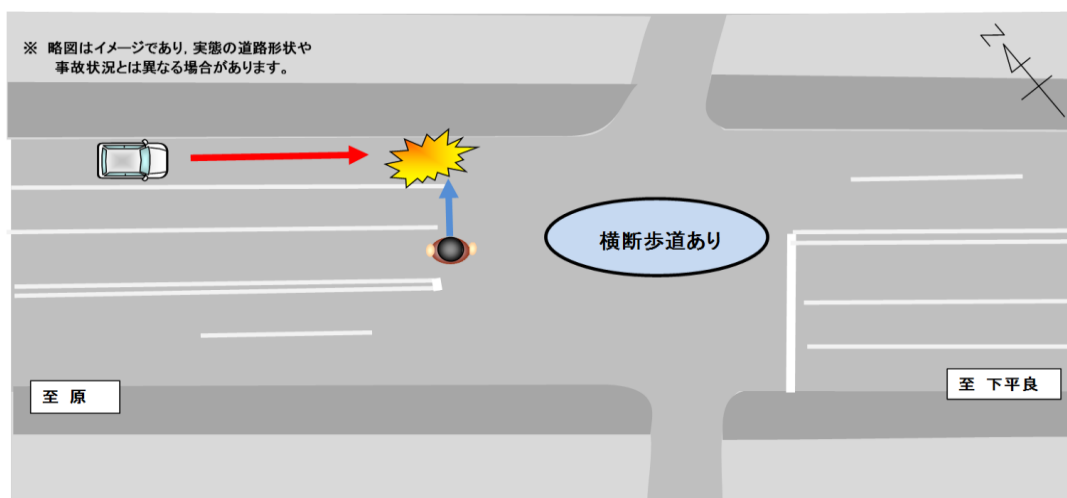 ※ 略図はイメージであり，実態の道路形状や
事故状況とは異なる場合があります。
N
横断歩道あり
至 原
至 下平良